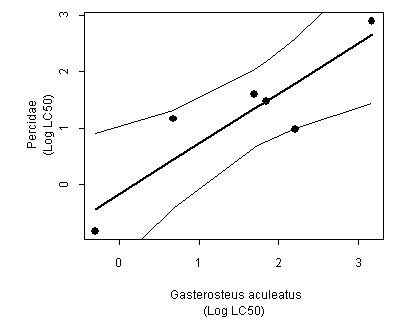 3
2
1
0
Percidae
(Log LC50)
0 1 2 3
Gasterosteus aculeatus
(Log LC50)